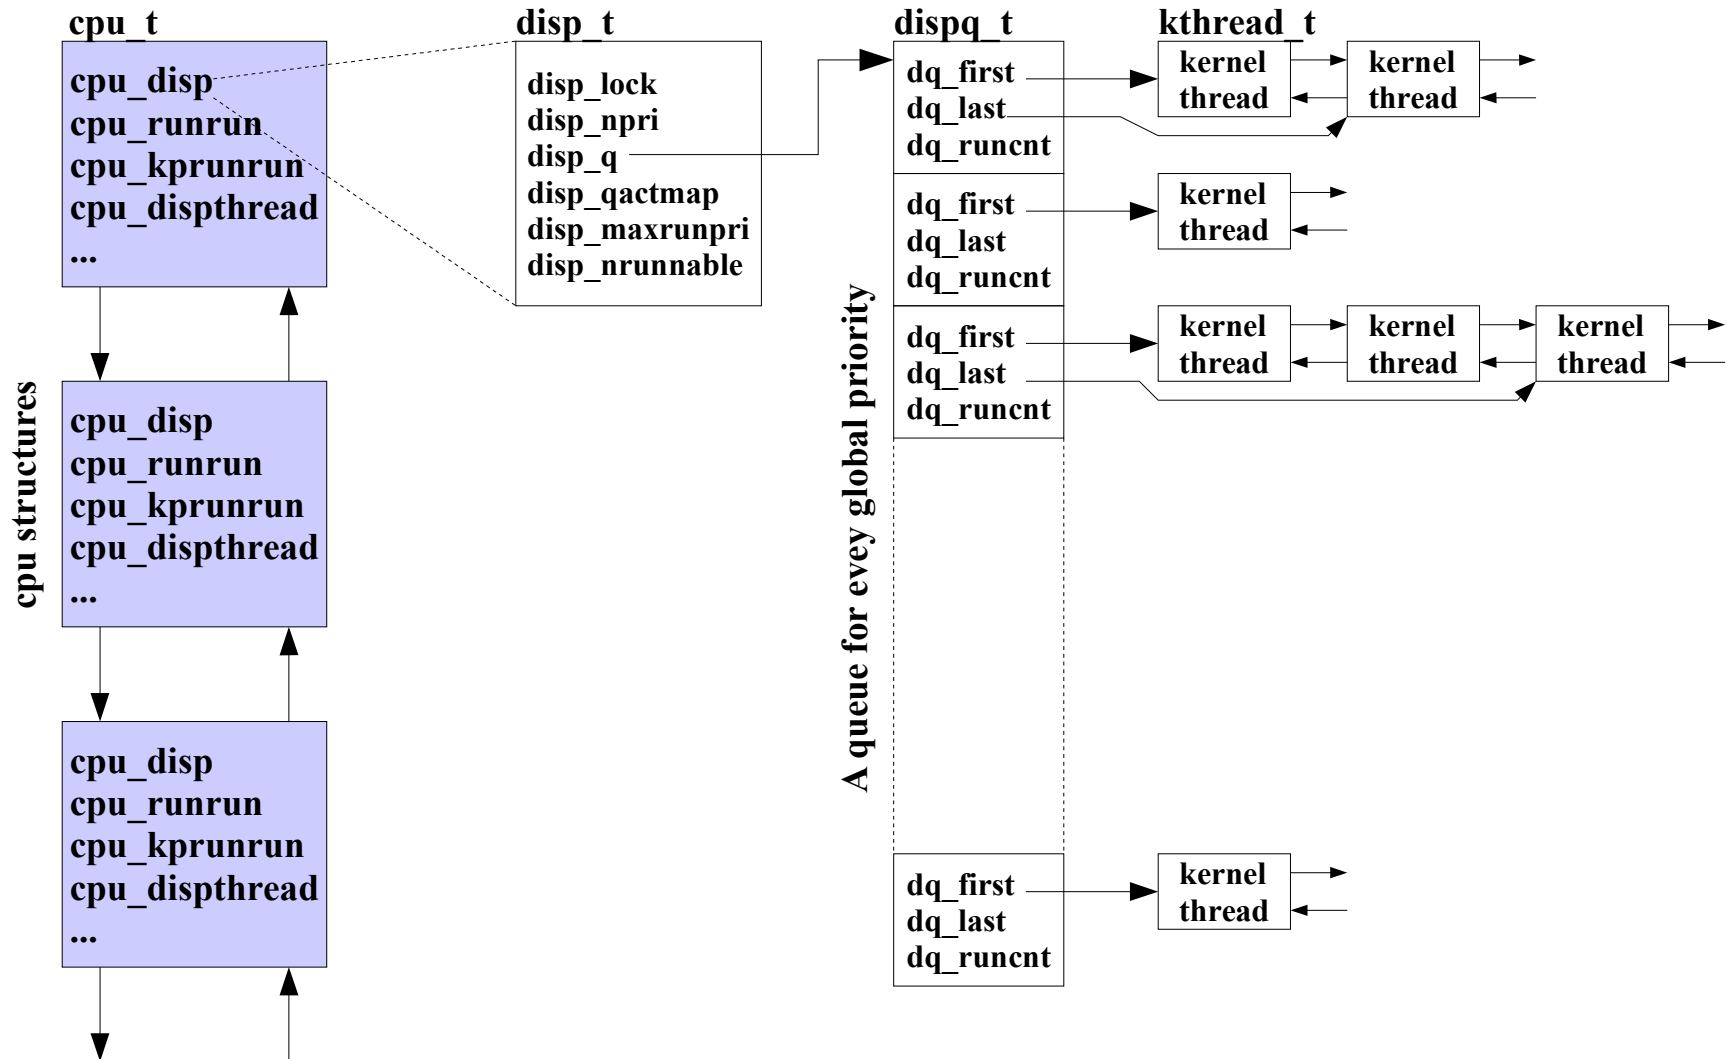 cpu_t
cpu_disp
cpu_runrun
cpu_kprunrun
cpu_dispthread
...
cpu_disp
cpu_runrun
cpu_kprunrun
cpu_dispthread
...
cpu_disp
cpu_runrun
cpu_kprunrun
cpu_dispthread
...
cpu structures
disp_t
disp_lock
disp_npri
disp_q
disp_qactmap
disp_maxrunpri
disp_nrunnable
A queue for evey global priority
dispq_t
dq_first
dq_last
dq_runcnt
dq_first
dq_last
dq_runcnt
dq_first
dq_last
dq_runcnt
dq_first
dq_last
dq_runcnt
kthread_t
kernel
thread
kernel
thread
kernel
thread
kernel
thread
kernel
thread
kernel
thread
kernel
thread